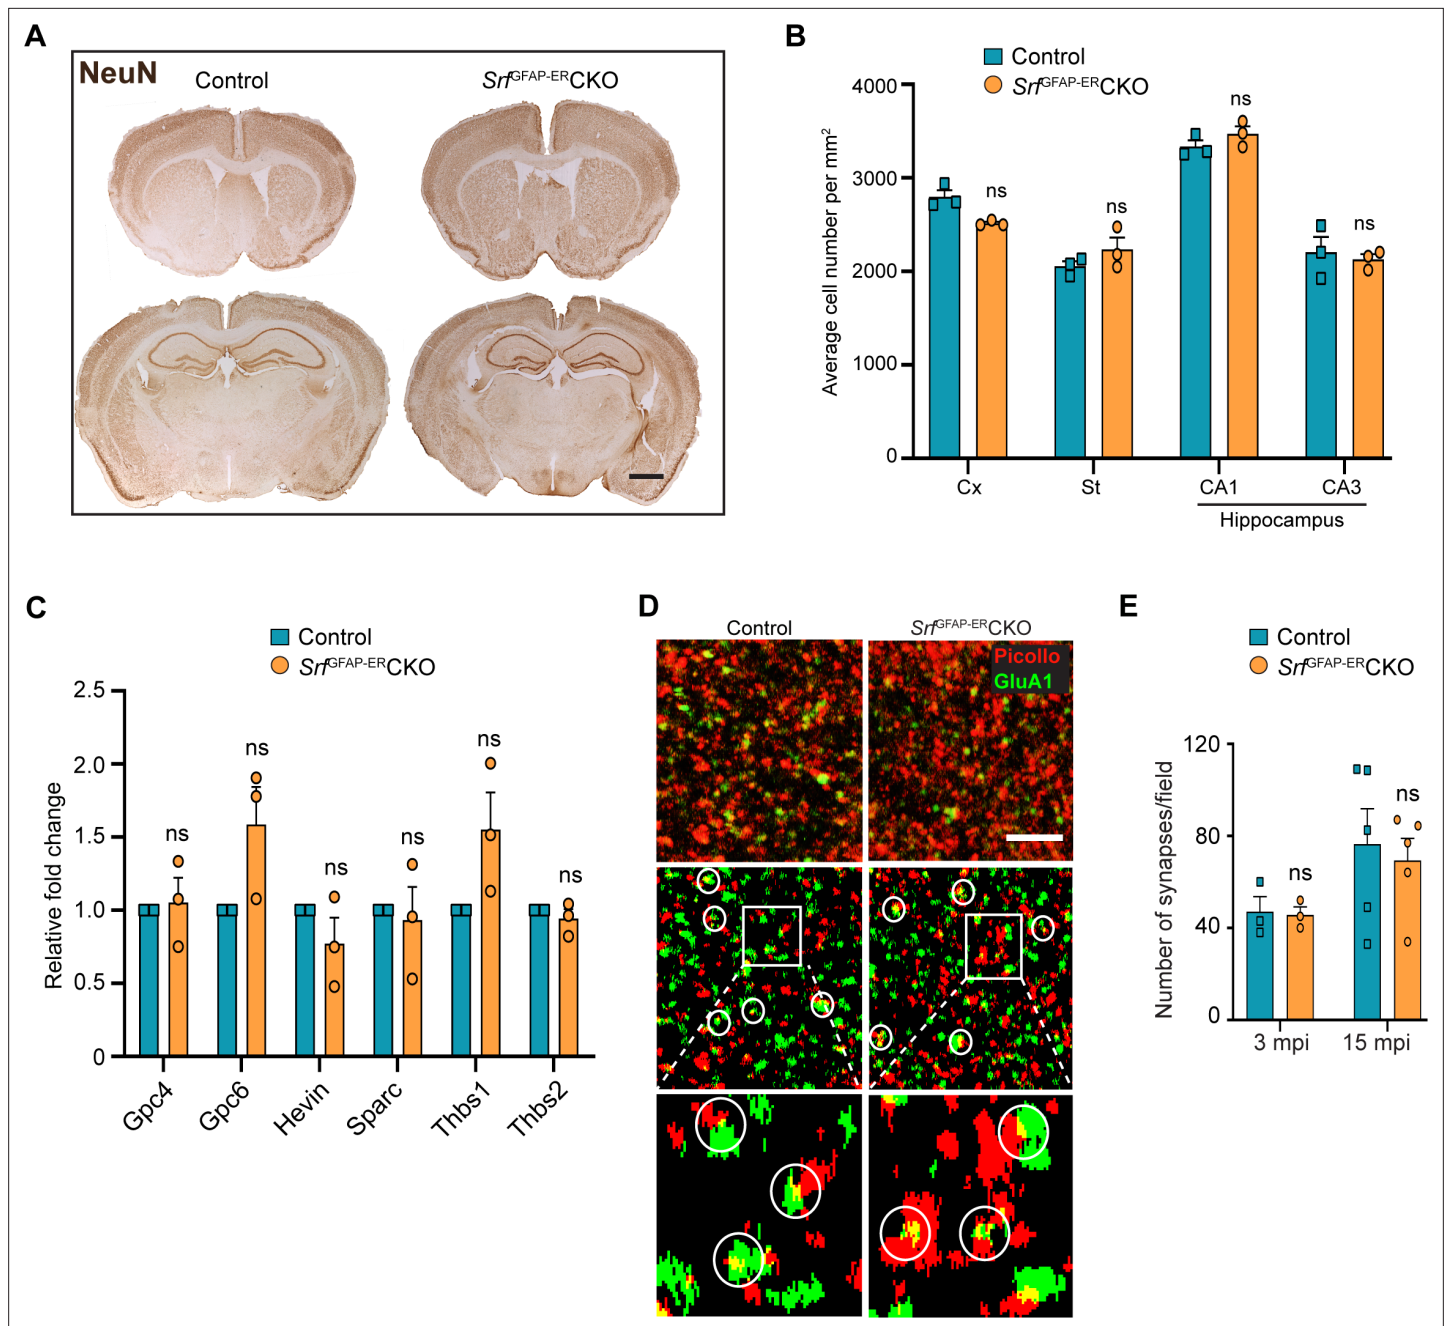 A
NeuN
Control
SrfGFAP-ERCKO
B
Control
SrfGFAP-ERCKO
Average cell number per mm2
4000
3000
2000
1000
0
ns
ns
ns
ns
Cx
St
CA1
CA3
Hippocampus
C
Control
SrfGFAP-ERCKO
Relative fold change
2.5
2.0
1.5
1.0
0.5
0
ns
ns
ns
ns
ns
ns
Gpc4
Gpc6
Hevin
Sparc
Thbs1
Thbs2
D
Control
SrfGFAP-ERCKO
Picollo
GluA1
E
Control
SrfGFAP-ERCKO
Number of synapses/field
120
80
40
0
ns
ns
3 mpi
15 mpi